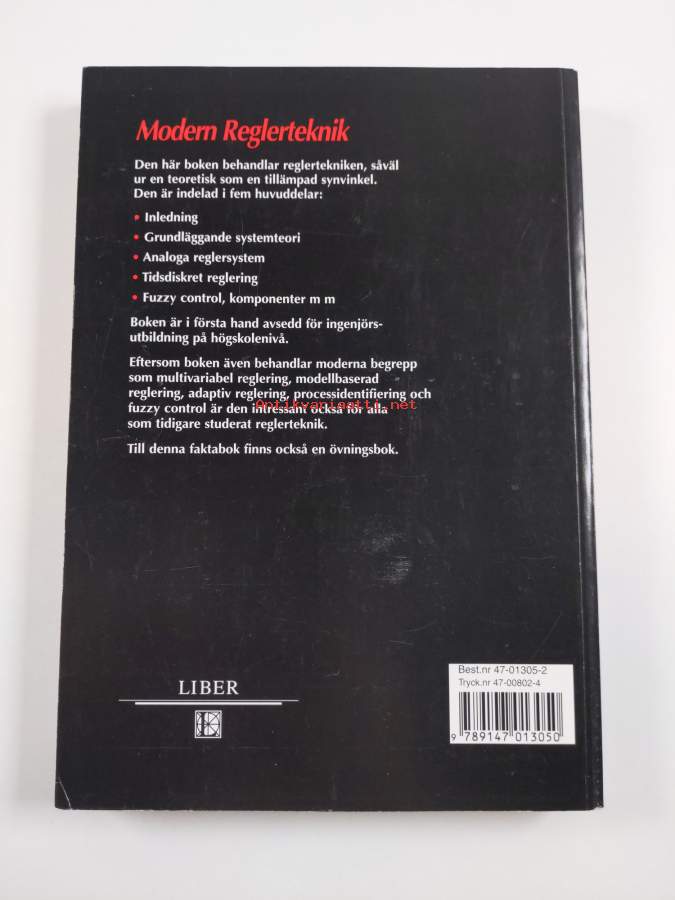 Modern Reglerteknik
Den här boken behandlar reglertekniken, såväl
ur en teoretisk som en tillämpad synvinkel.
Den är indelad i fem huvuddelar:
• Inledning
• Grundläggande systemteori
• Analoga reglersystem
• Tidsdiskret reglering
• Fuzzy control, komponenter m m
Boken är i första hand avsedd för ingenjörs-
utbildning på högskolenivå.
Eftersom boken även behandlar moderna begrepp
som multivariabel reglering, modellbaserad
reglering, adaptiv reglering, processidentifiering och
fuzzy control är den intressant också för alla
Antikvariaatti.net
som tidigare studerat reglerteknik.
Till denna faktabok finns också en övningsbok.
LIBER
Best.nr 47-01305-2
Tryck.nr 47-00802-4
9 789147 013050